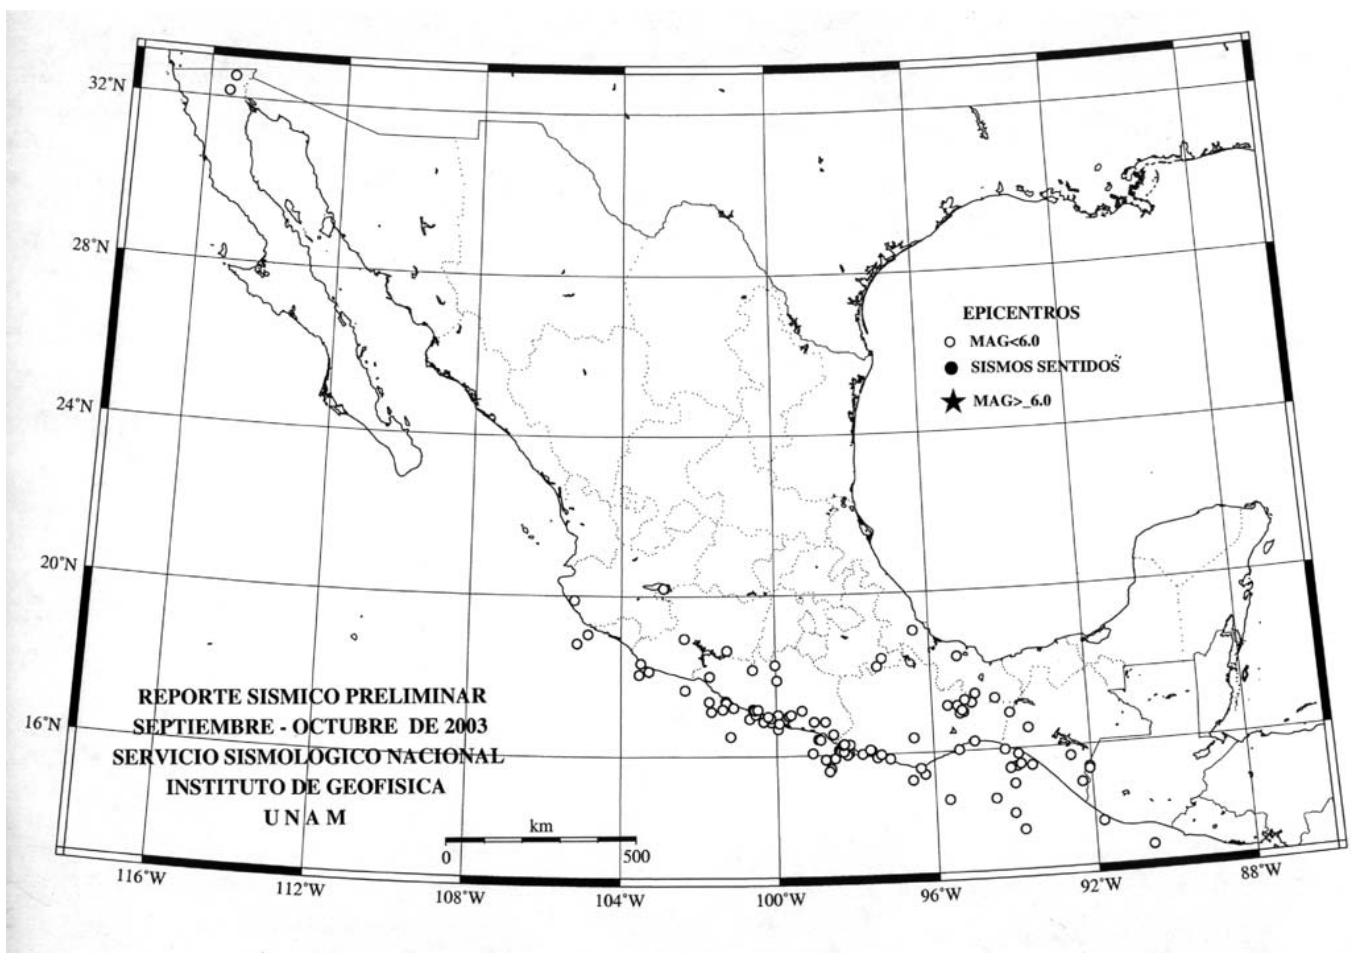 32°N
28°N
24°N
20°N
16°N
EPICENTROS
MAG<6.0
SISMOS SENTIDOS
MAG>_6.0
REPORTE SISMICO PRELIMINAR
SEPTIEMBRE - OCTUBRE DE 2003
SERVICIO SISMOLOGICO NACIONAL
INSTITUTO DE GEOFISICA
U N A M
km
0 500
116°W 112°W 108°W 104°W 100°W 96°W 92°W 88°W